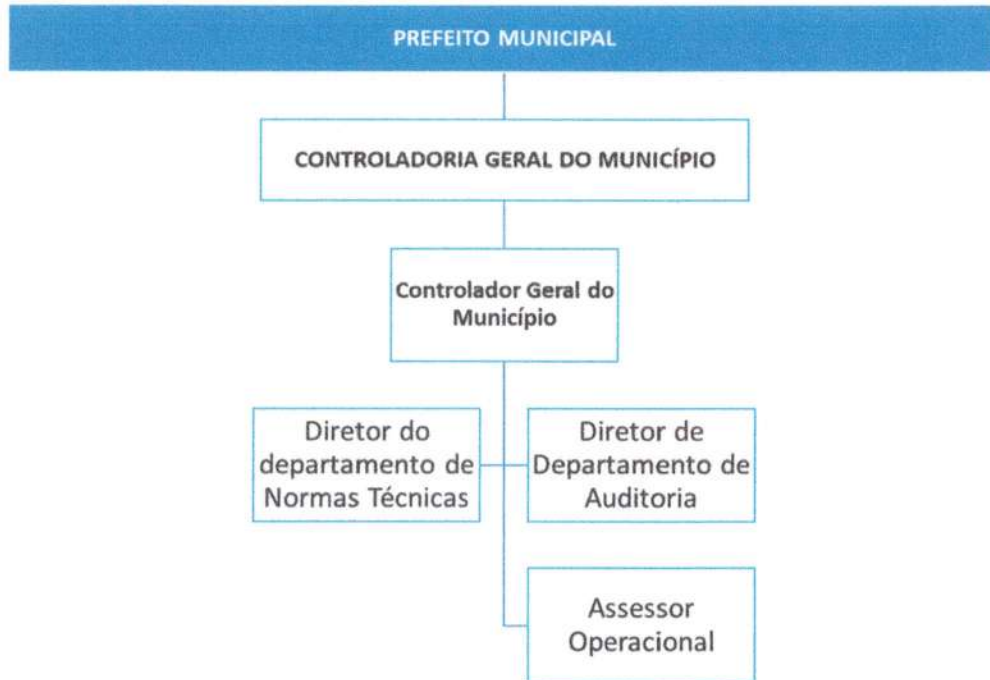 PREFEITO MUNICIPAL
CONTROLADORIA GERAL DO MUNICÍPIO
Controlador Geral do
Município
Diretor do
departamento de
Normas Técnicas
Diretor de
Departamento de
Auditoria
Assessor
Operacional